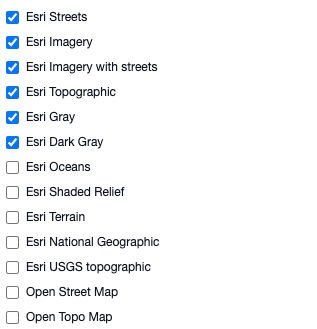 Esri Streets
Esri Imagery
Esri Imagery with streets
Esri Topographic
Esri Gray
Esri Dark Gray
Esri Oceans
Esri Shaded Relief
Esri Terrain
Esri National Geographic
Esri USGS topographic
Open Street Map
Open Topo Map